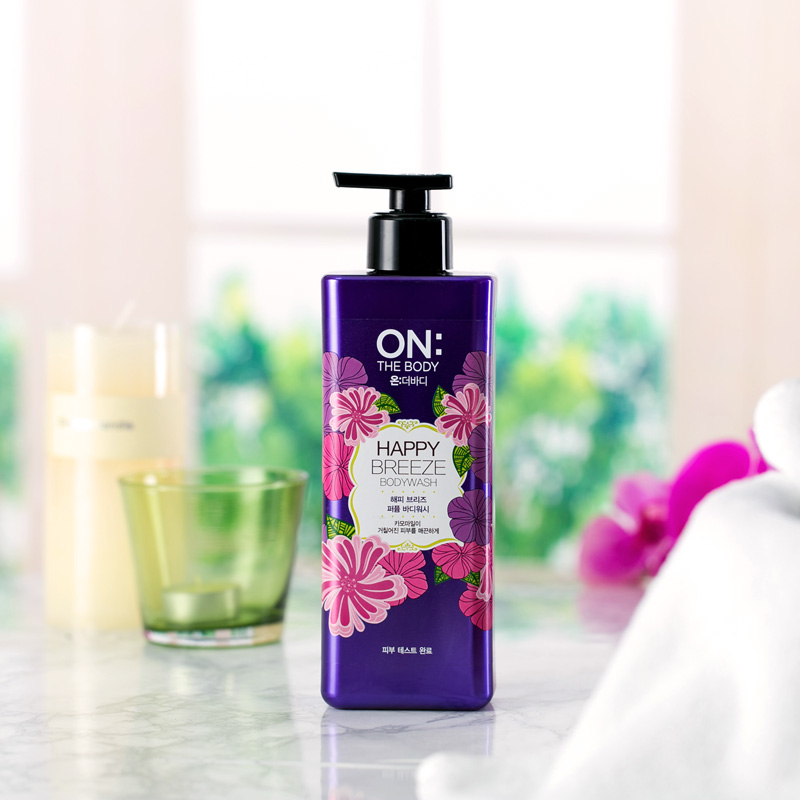 ON:
THE BODY
온:더바디
HAPPY
BREEZE
BODYWASH
해피 브리즈
퍼퓸 바디워시
카모마일이
거칠어진 피부를 매끈하게
피부 테스트 완료